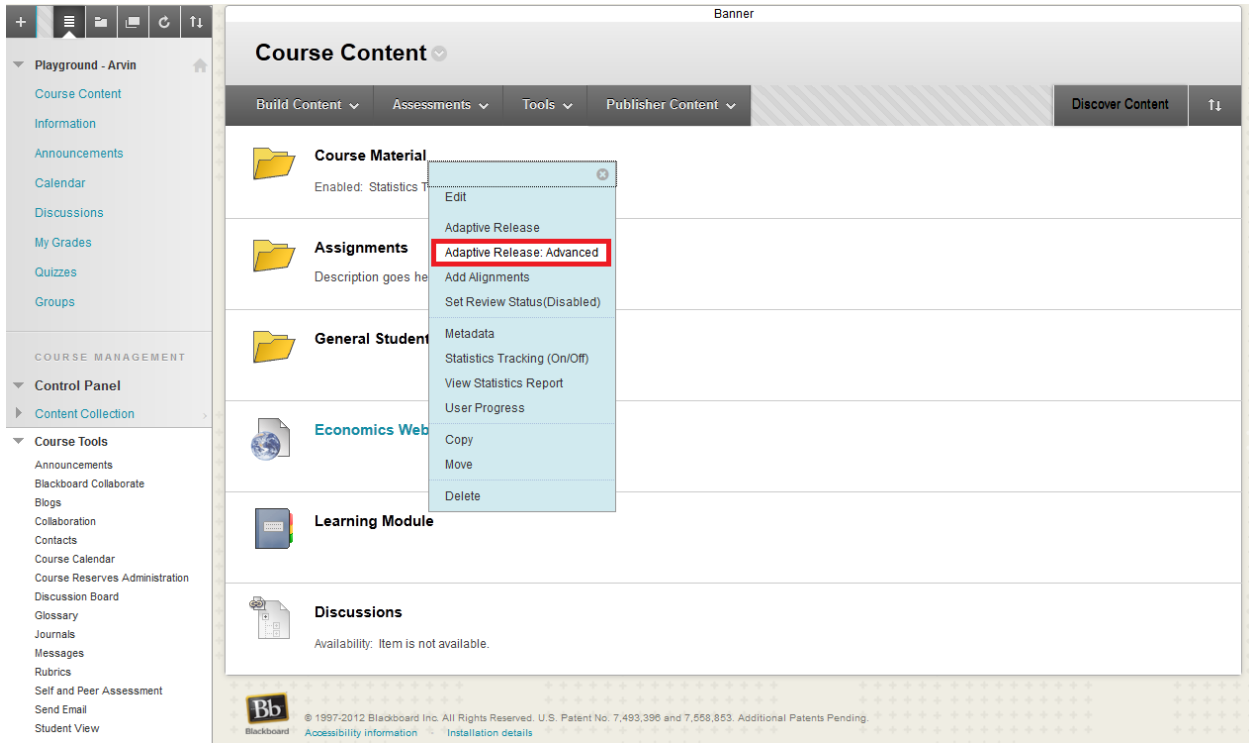 Banner
Playground - Arvin
Course Content
Information
Announcements
Calendar
Discussions
My Grades
Quizzes
Groups
COURSE MANAGEMENT
Control Panel
Content Collection
Course Tools
Announcements
Blackboard Collaborate
Blogs
Collaboration
Contacts
Course Calendar
Course Reserves Administration
Discussion Board
Glossary
Journals
Messages
Rubrics
Self and Peer Assessment
Send Email
Student View
Course Content
Build Content Assessments Tools Publisher Content Discover Content
Course Material
Enabled: Statistics T
Edit
Adaptive Release
Adaptive Release: Advanced
Add Alignments
Set Review Status(Disabled)
Metadata
Statistics Tracking (On/Off)
View Statistics Report
User Progress
Copy
Move
Delete
Assignments
Description goes he
General Student
Economics Web
Learning Module
Discussions
Availability: Item is not available.
Bb
Blackboard
© 1997-2012 Blackboard Inc. All Rights Reserved. U.S. Patent No. 7,493,396 and 7,558,853. Additional Patents Pending.
Accessibility information Installation details